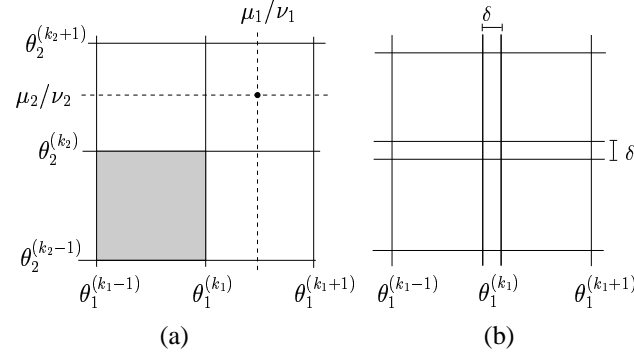 μ₁/ν₁
θ₂^(k₂+1)
μ₂/ν₂
θ₂^(k₂)
θ₂^(k₂−1)
θ₁^(k₁−1) θ₁^(k₁) θ₁^(k₁+1)
(a)
δ
δ
θ₁^(k₁−1) θ₁^(k₁) θ₁^(k₁+1)
(b)